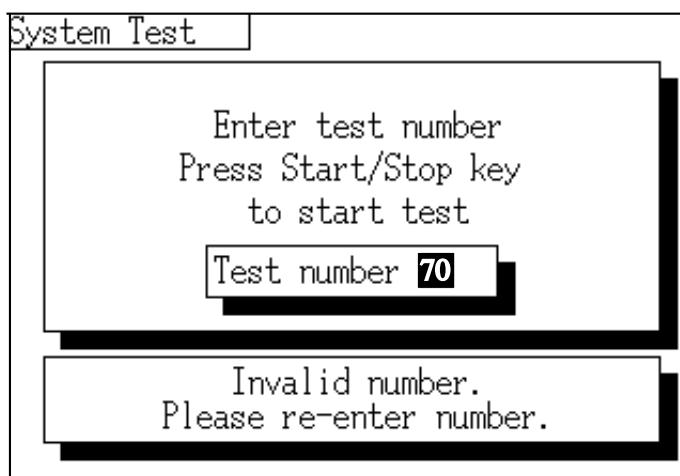 System Test
Enter test number
Press Start/Stop key
to start test
Test number 70
Invalid number.
Please re-enter number.